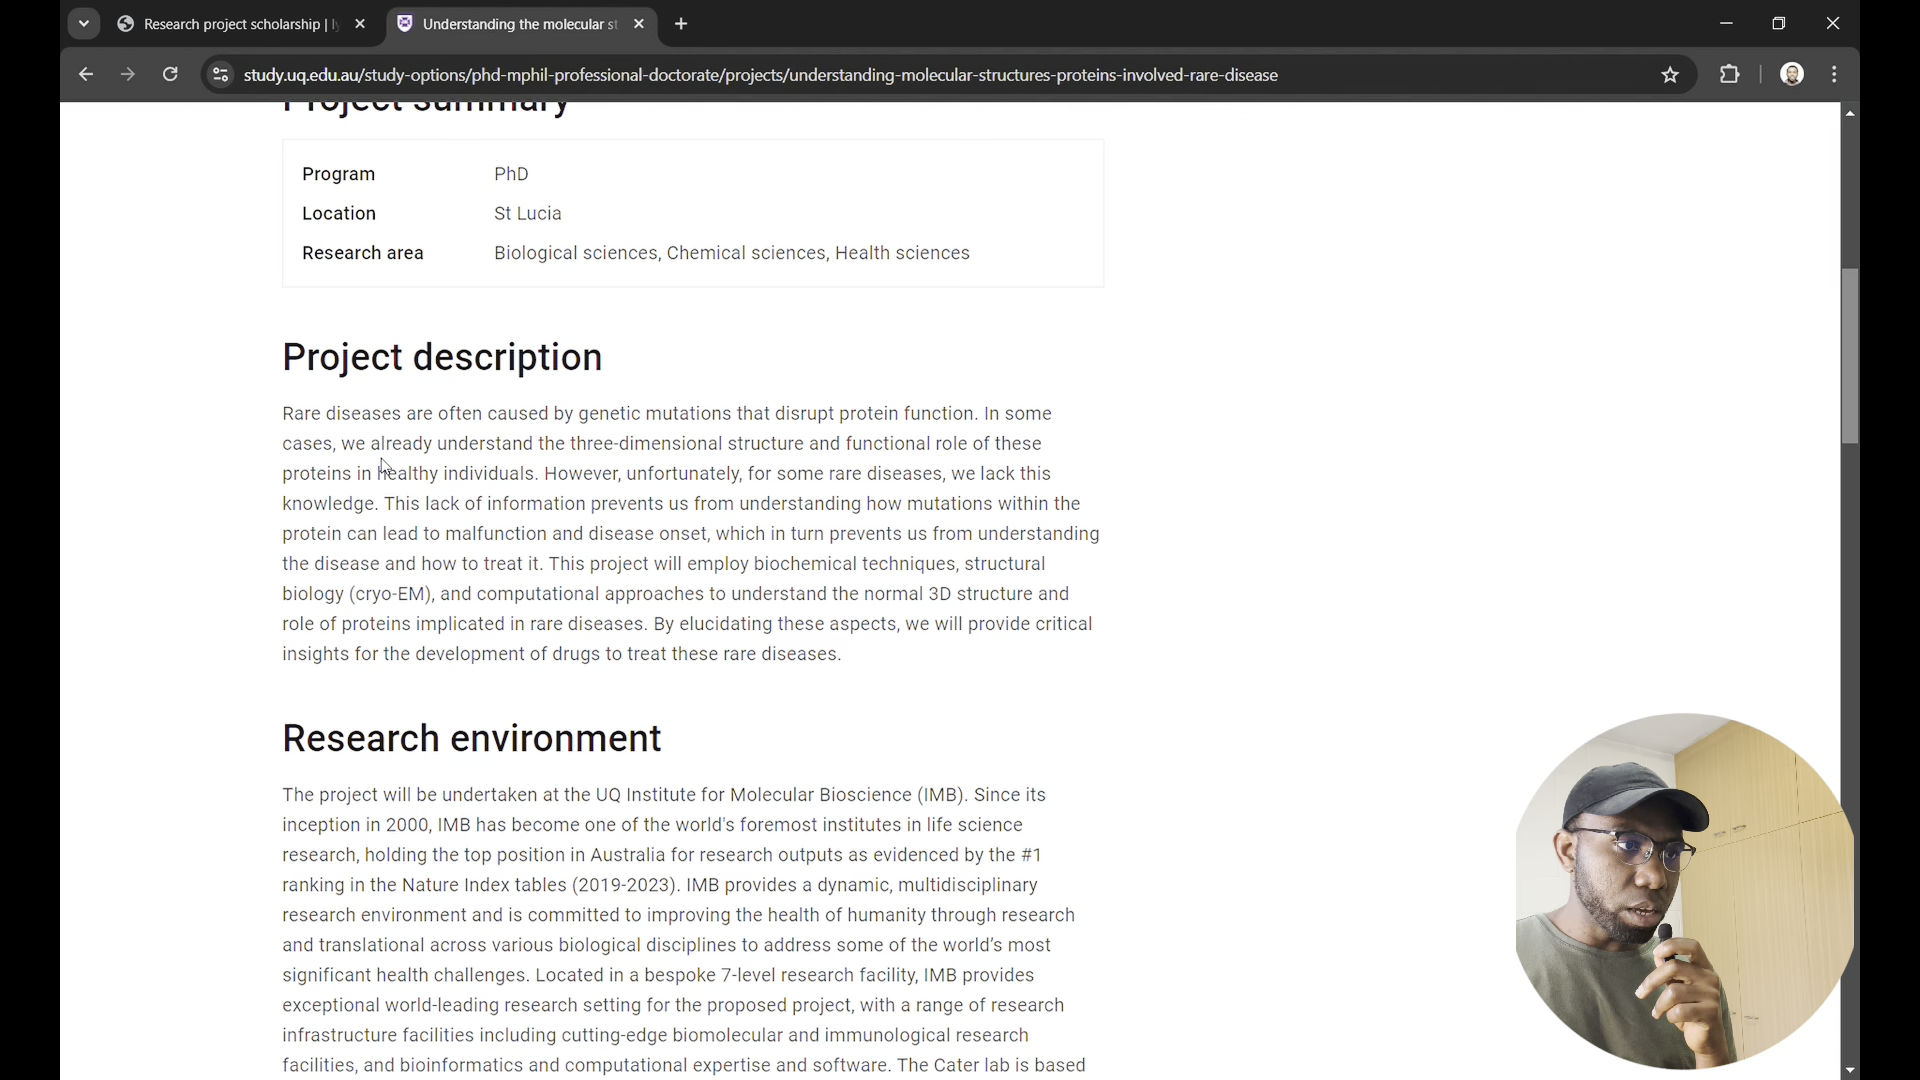 Research project scholarship |
Understanding the molecular st
study.uq.edu.au/study-options/phd-mphil-professional-doctorate/projects/understanding-molecular-structures-proteins-involved-rare-disease
Project summary
Program PhD
Location St Lucia
Research area Biological sciences, Chemical sciences, Health sciences
Project description
Rare diseases are often caused by genetic mutations that disrupt protein function. In some
cases, we already understand the three-dimensional structure and functional role of these
proteins in healthy individuals. However, unfortunately, for some rare diseases, we lack this
knowledge. This lack of information prevents us from understanding how mutations within the
protein can lead to malfunction and disease onset, which in turn prevents us from understanding
the disease and how to treat it. This project will employ biochemical techniques, structural
biology (cryo-EM), and computational approaches to understand the normal 3D structure and
role of proteins implicated in rare diseases. By elucidating these aspects, we will provide critical
insights for the development of drugs to treat these rare diseases.
Research environment
The project will be undertaken at the UQ Institute for Molecular Bioscience (IMB). Since its
inception in 2000, IMB has become one of the world's foremost institutes in life science
research, holding the top position in Australia for research outputs as evidenced by the #1
ranking in the Nature Index tables (2019-2023). IMB provides a dynamic, multidisciplinary
research environment and is committed to improving the health of humanity through research
and translational across various biological disciplines to address some of the world’s most
significant health challenges. Located in a bespoke 7-level research facility, IMB provides
exceptional world-leading research setting for the proposed project, with a range of research
infrastructure facilities including cutting-edge biomolecular and immunological research
facilities, and bioinformatics and computational expertise and software. The Cater lab is based